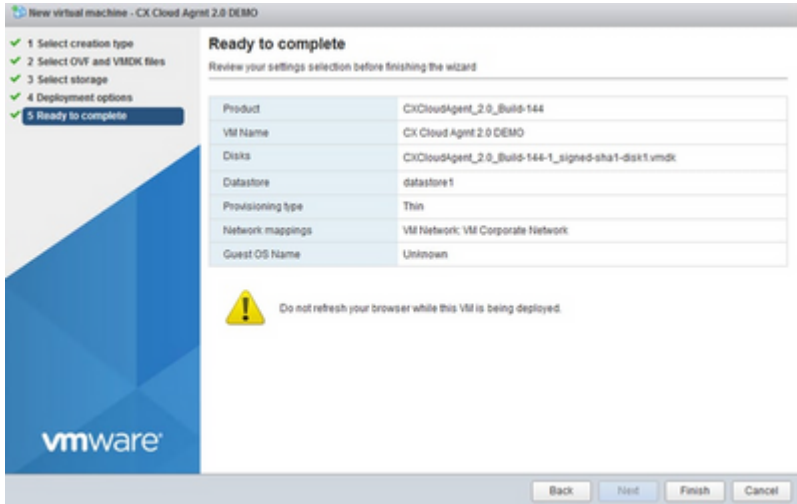 New virtual machine - CX Cloud Agrnt 2.0 DEMO
1 Select creation type
2 Select OVF and VMDK files
3 Select storage
4 Deployment options
5 Ready to complete
Ready to complete
Review your settings selection before finishing the wizard
Product CXCloudAgent_2.0_Build-144
VM Name CX Cloud Agrnt 2.0 DEMO
Disks CXCloudAgent_2.0_Build-144-1_signed-sha1-disk1.vmdk
Datastore datastore1
Provisioning type Thin
Network mappings VM Network: VM Corporate Network
Guest OS Name Unknown
Do not refresh your browser while this VM is being deployed.
vmware
Back Next Finish Cancel